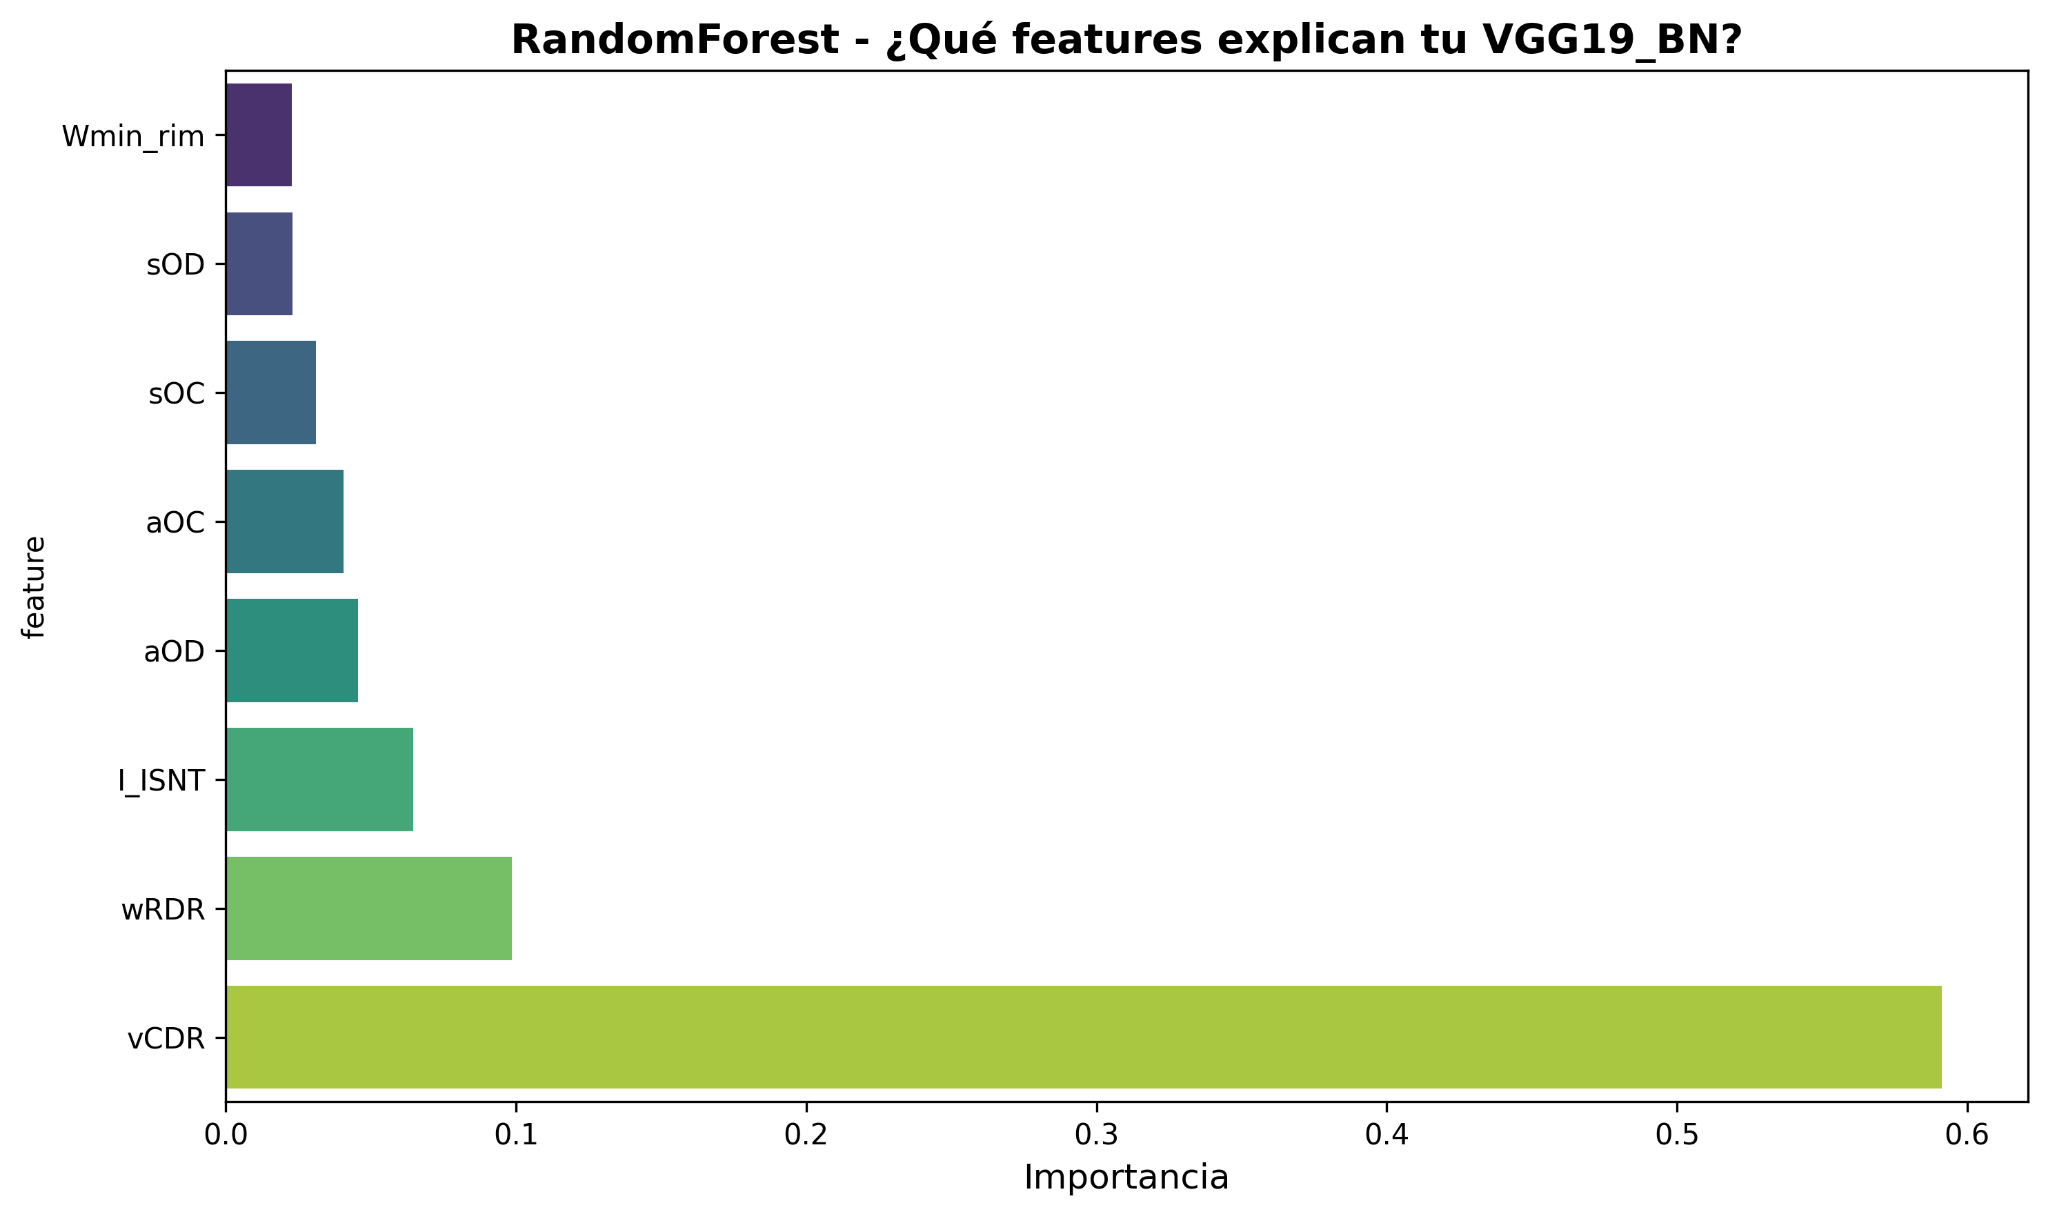 RandomForest - ¿Qué features explican tu VGG19_BN?
feature
Wmin_rim
sOD
sOC
aOC
aOD
I_ISNT
wRDR
vCDR
0.0 0.1 0.2 0.3 0.4 0.5 0.6
Importancia